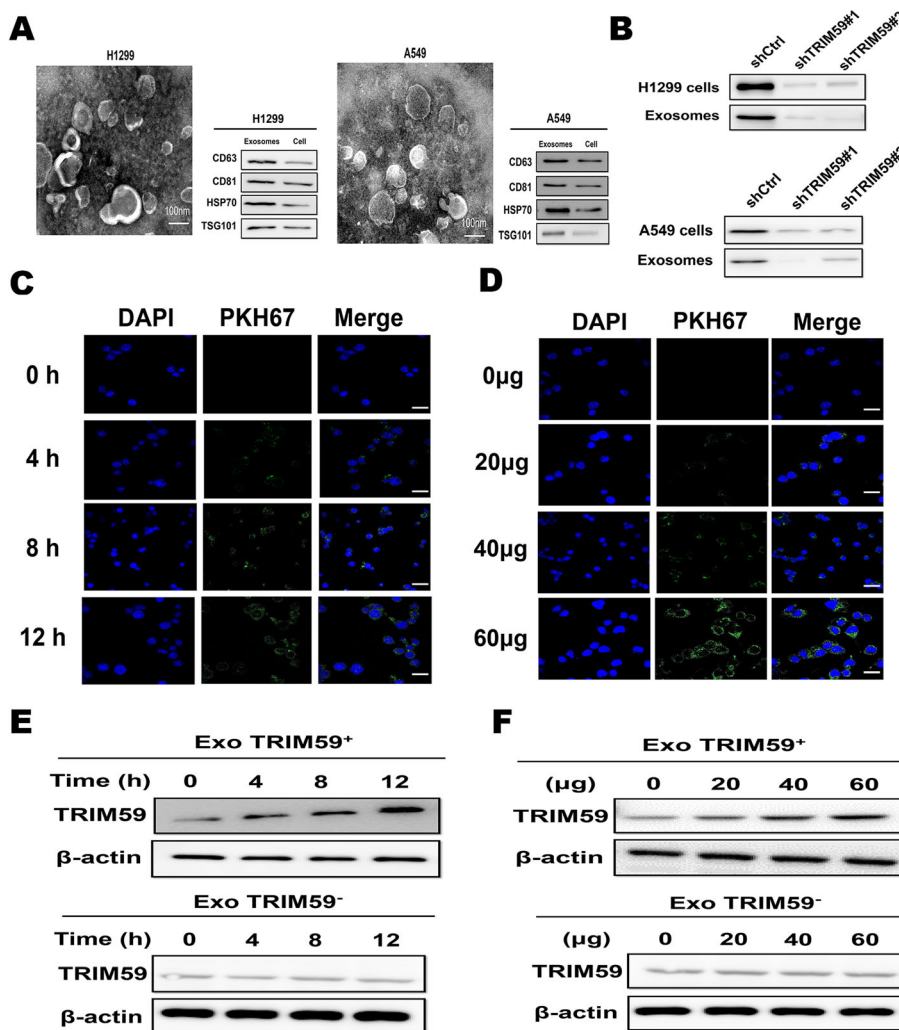 A
H1299
100nm
H1299
Exosomes Cell
CD63
CD81
HSP70
TSG101
A549
100nm
A549
Exosomes Cell
CD63
CD81
HSP70
TSG101
B
shCtrl shTRIM59#1
H1299 cells
Exosomes
shCtrl shTRIM59#1
A549 cells
Exosomes
C
DAPI PKH67 Merge
0 h
4 h
8 h
12 h
D
DAPI PKH67 Merge
0μg
20μg
40μg
60μg
E
Exo TRIM59⁺
Time (h) 0 4 8 12
TRIM59
β-actin
Exo TRIM59⁻
Time (h) 0 4 8 12
TRIM59
β-actin
F
Exo TRIM59⁺
(μg) 0 20 40 60
TRIM59
β-actin
Exo TRIM59⁻
(μg) 0 20 40 60
TRIM59
β-actin